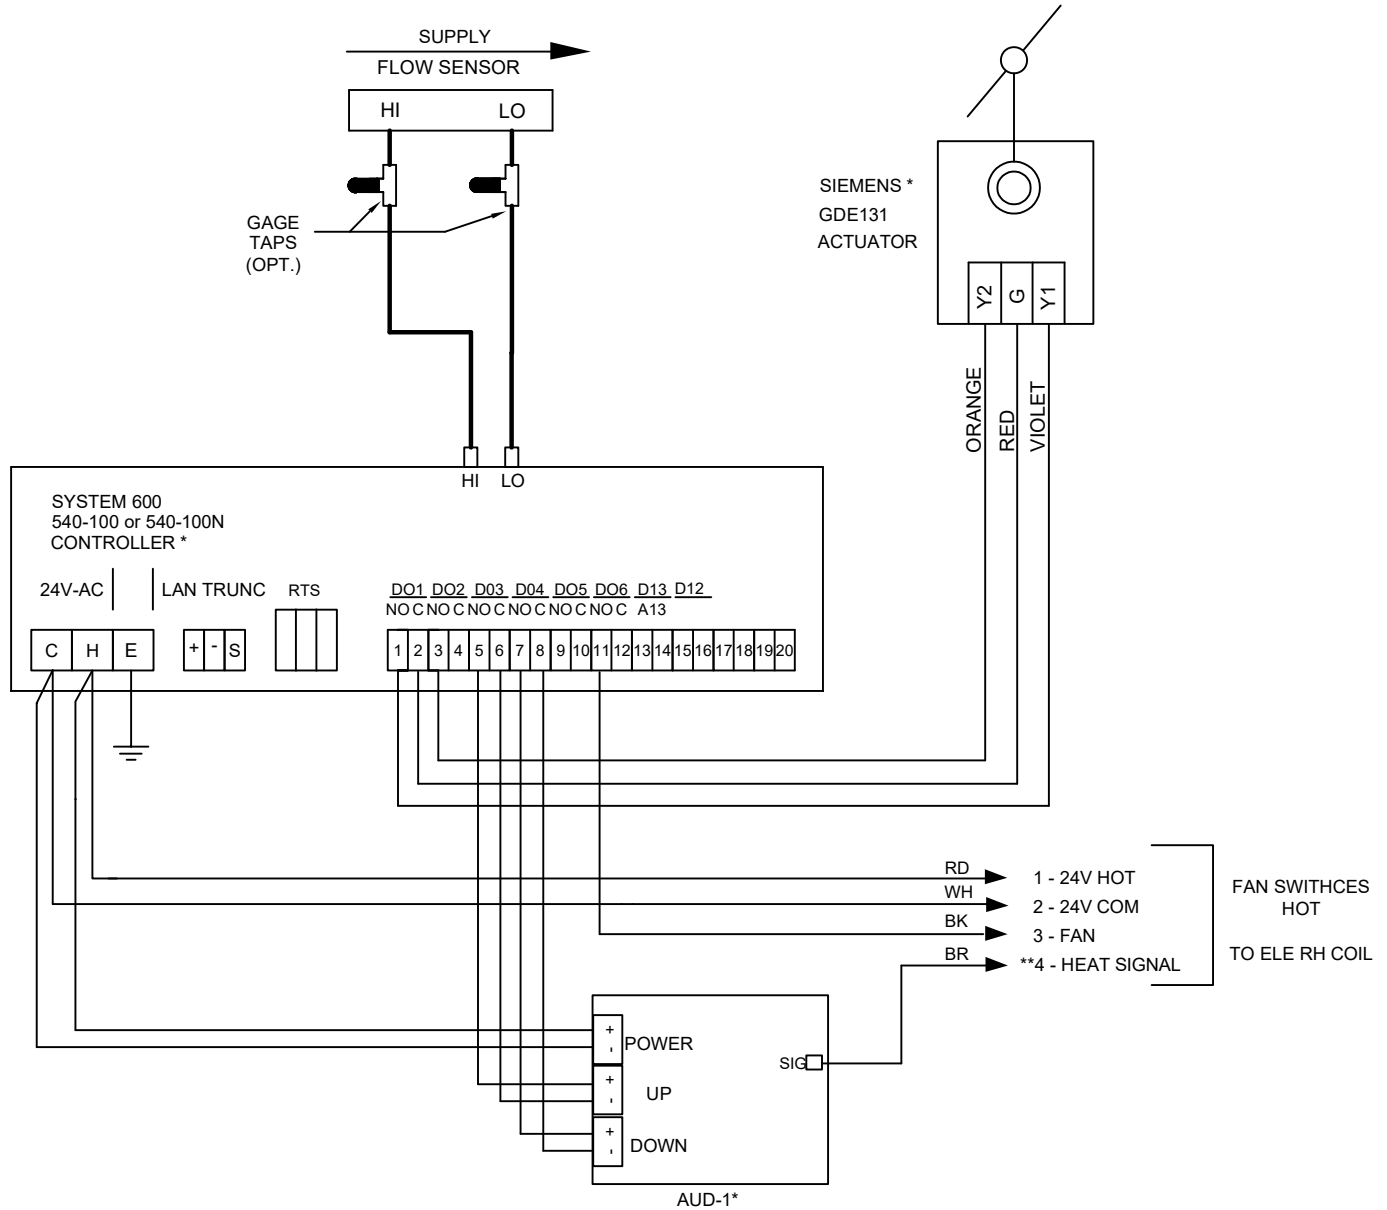 SUPPLY
FLOW SENSOR
HI LO
GAGE
TAPS
(OPT.)
SIEMENS *
GDE131
ACTUATOR
Y2 G Y1
ORANGE
RED
VIOLET
HI LO
SYSTEM 600
540-100 or 540-100N
CONTROLLER *
24V-AC LAN TRUNC RTS
DO1 DO2 D03 D04 DO5 DO6 D13 D12
NO C NO C NO C NO C NO C NO C A13
C H E + - S
1 2 3 4 5 6 7 8 9 10 11 12 13 14 15 16 17 18 19 20
RD 1 - 24V HOT
WH 2 - 24V COM
BK 3 - FAN
BR **4 - HEAT SIGNAL
FAN SWITHCES
HOT
TO ELE RH COIL
+
- POWER
SIG
+
- UP
+
- DOWN
AUD-1*